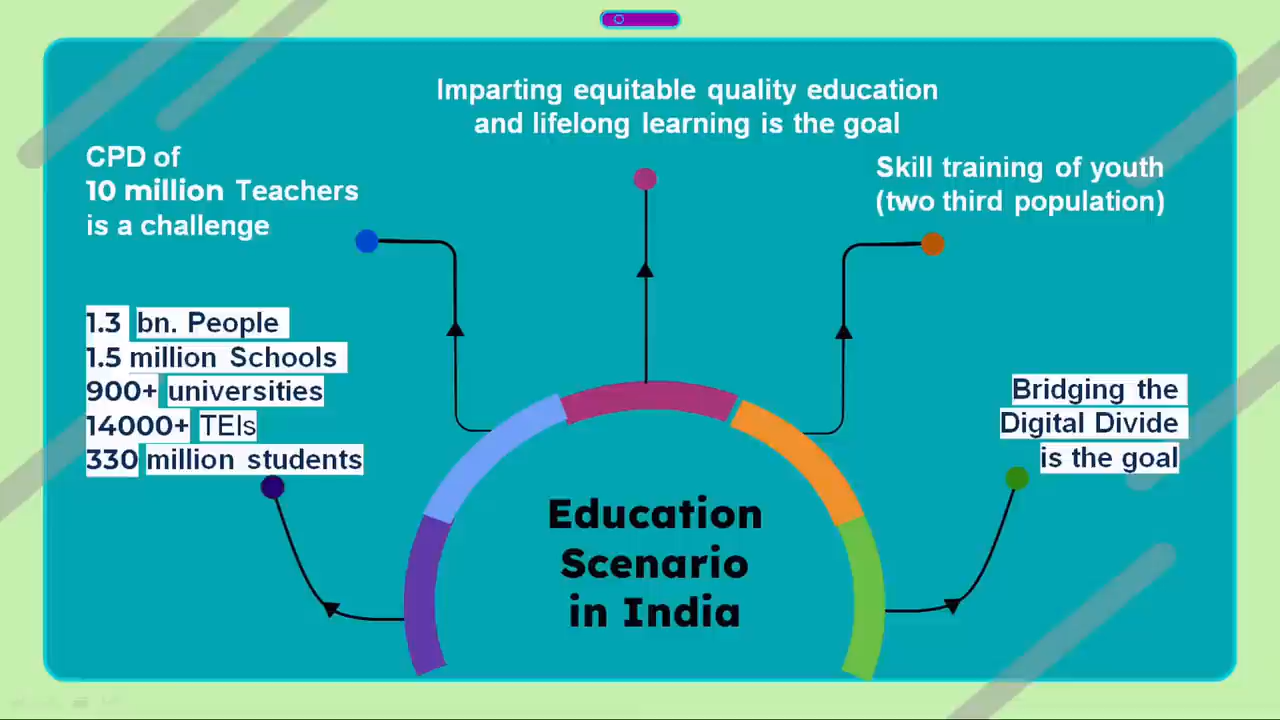 Imparting equitable quality education
and lifelong learning is the goal
CPD of
10 million Teachers
is a challenge
Skill training of youth
(two third population)
1.3 bn. People
1.5 million Schools
900+ universities
14000+ TEIs
330 million students
Bridging the
Digital Divide
is the goal
Education
Scenario
in India